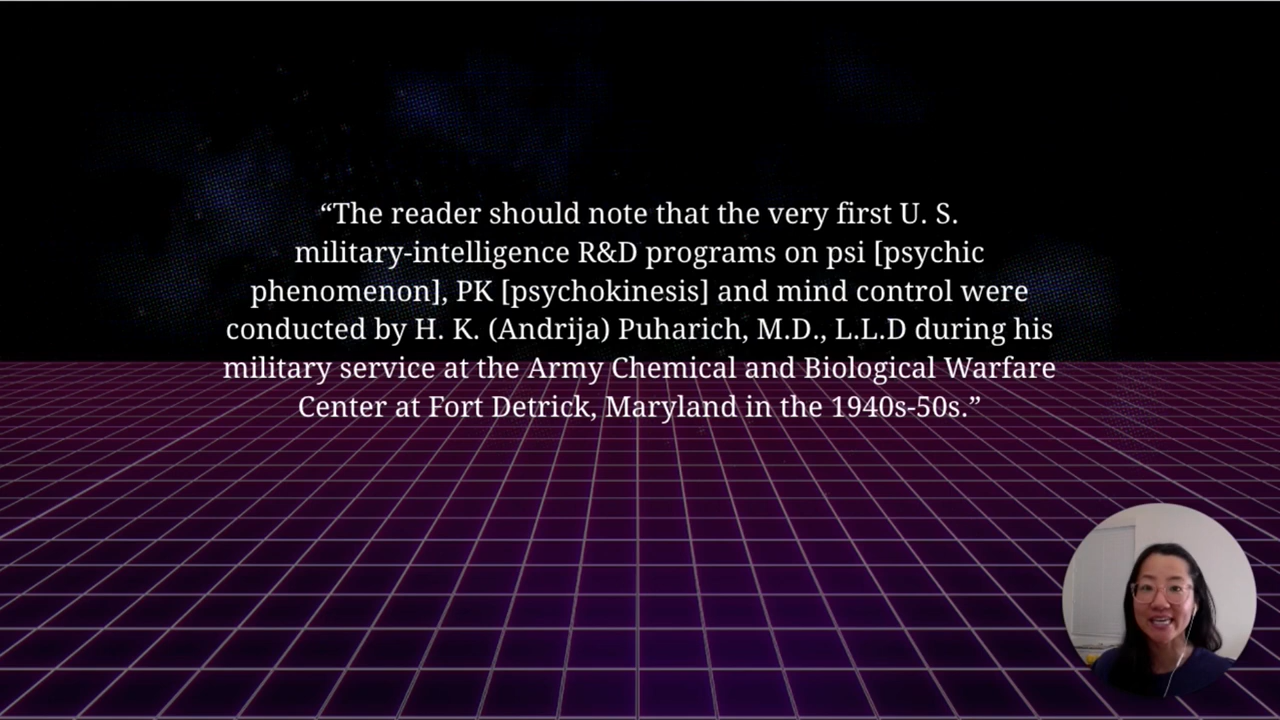 “The reader should note that the very first U. S.
military-intelligence R&D programs on psi [psychic
phenomenon], PK [psychokinesis] and mind control were
conducted by H. K. (Andrija) Puharich, M.D., L.L.D during his
military service at the Army Chemical and Biological Warfare
Center at Fort Detrick, Maryland in the 1940s-50s.”